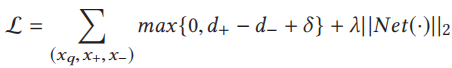 ℒ = ∑ max{0, d₊ − d₋ + δ} + λ||Net(·)||₂
(x_q, x₊, x₋)